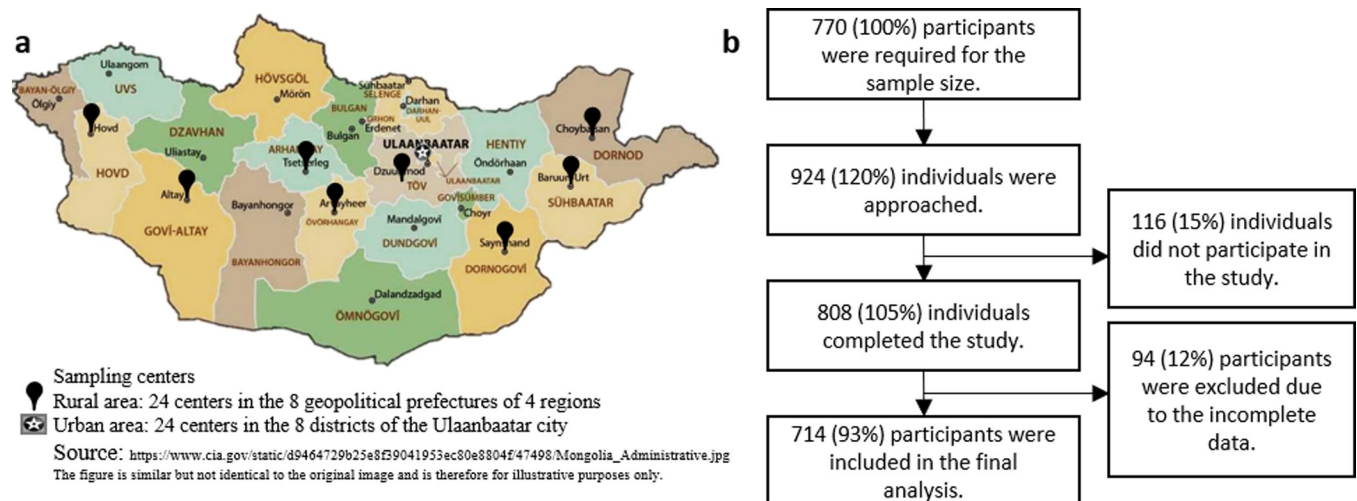 a
Ulaangom
UVS
BAYAN-ÖLGIY
Ölgiy
Hovd
HOVD
HÖVSGÖL
Mörön
DZAVHAN
Uliastay
Altay
GOVĪ-ALTAY
ARHANGAY
Tsetserleg
BULGAN
Bulgan
ORHON
Erdenet
Sühbaatar
SELENGE
Darhan
DARHAN-
UUL
ULAANBAATAR
Dzuunmod
TÖV
ULAANBAATAR
HENTIY
Öndörhaan
Choybalsan
DORNOD
Baruun-Urt
SÜHBAATAR
GOVĪSÜMBER
Choyr
Bayanhongor
BAYANHONGOR
Arvayheer
ÖVÖRHANGAY
Mandalgovĭ
DUNDGOVĪ
Saynshand
DORNOGOVĪ
Dalandzadgad
ÖMNÖGOVĪ
Sampling centers
Rural area: 24 centers in the 8 geopolitical prefectures of 4 regions
Urban area: 24 centers in the 8 districts of the Ulaanbaatar city
Source: https://www.cia.gov/static/d9464729b25e8f39041953ec80e8804f/47498/Mongolia_Administrative.jpg
The figure is similar but not identical to the original image and is therefore for illustrative purposes only.
b
770 (100%) participants
were required for the
sample size.
924 (120%) individuals were
approached.
116 (15%) individuals
did not participate in
the study.
808 (105%) individuals
completed the study.
94 (12%) participants
were excluded due
to the incomplete
data.
714 (93%) participants were
included in the final
analysis.